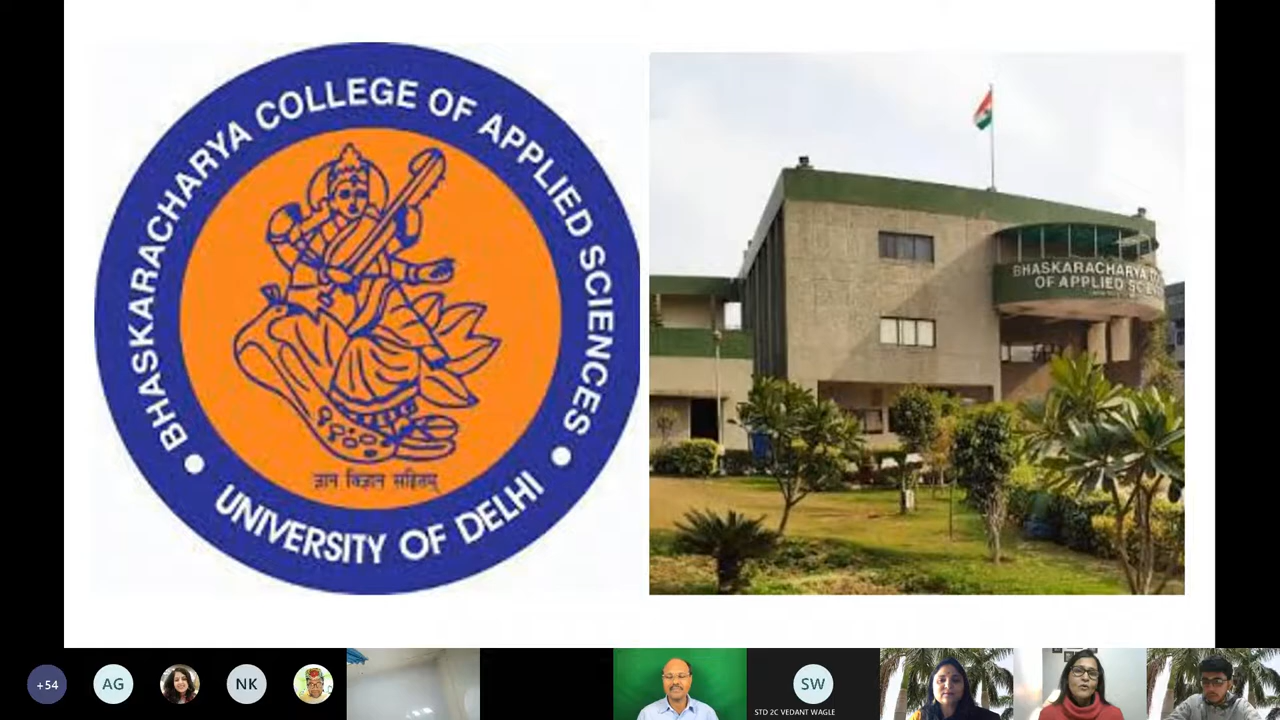 BHASKARACHARYA COLLEGE OF APPLIED SCIENCES
ज्ञान विज्ञान सहितम्
UNIVERSITY OF DELHI
BHASKARACHARYA
OF APPLIED
+54
AG
NK
SW
STD 2C VEDANT WAGLE